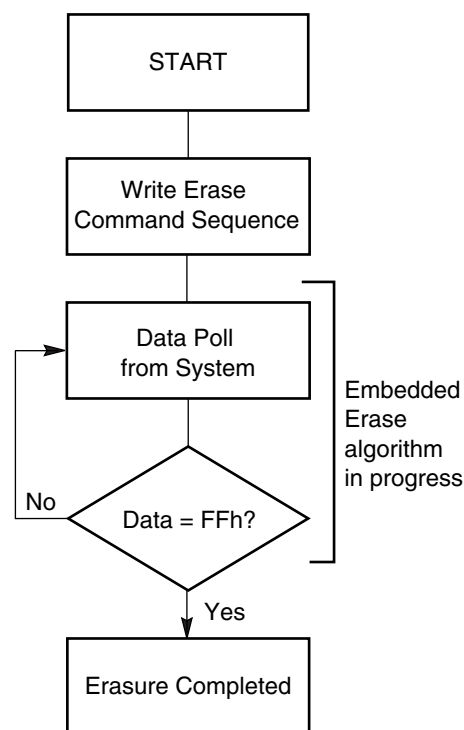 START
Write Erase
Command Sequence
Data Poll
from System
Embedded
Erase
algorithm
in progress
No
Data = FFh?
Yes
Erasure Completed